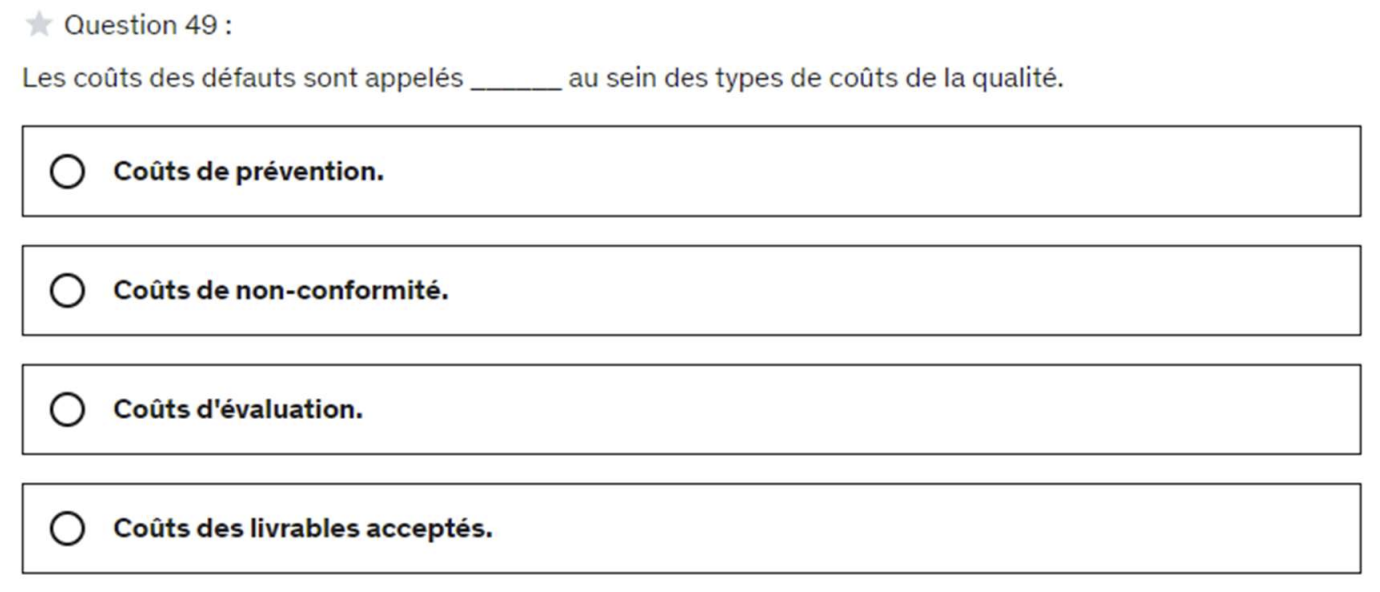 Question 49 :
Les coûts des défauts sont appelés ______ au sein des types de coûts de la qualité.
Coûts de prévention.
Coûts de non-conformité.
Coûts d'évaluation.
Coûts des livrables acceptés.